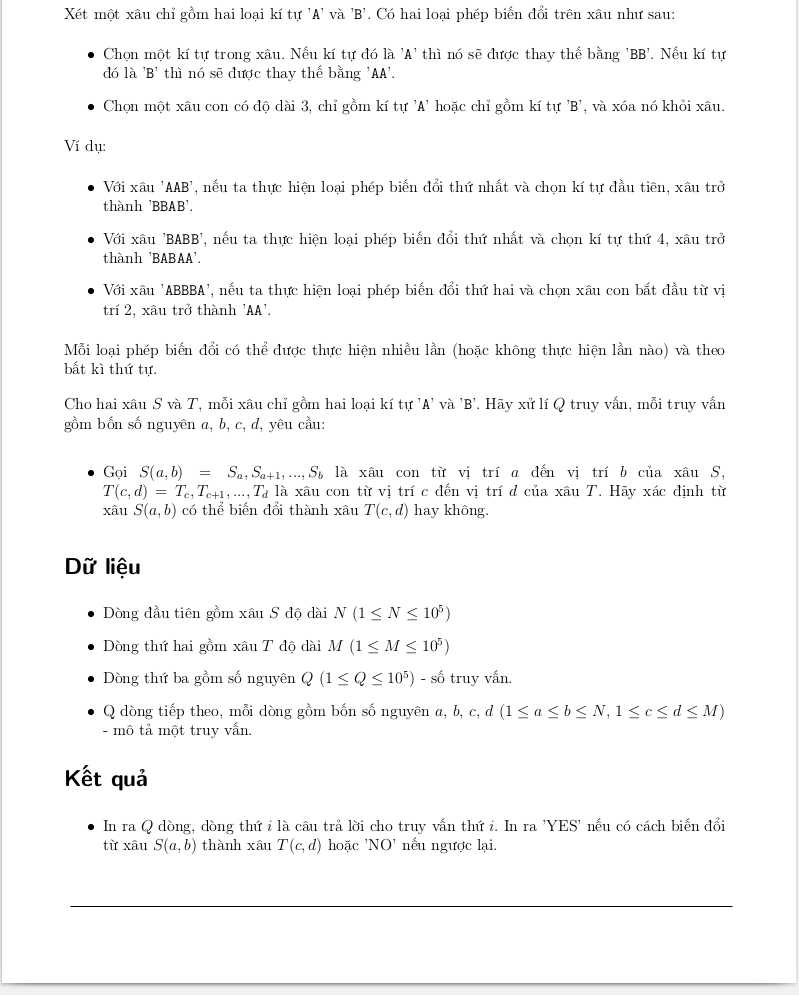 Xét một xâu chỉ gồm hai loại kí tự 'A' và 'B'. Có hai loại phép biến đổi trên xâu như sau:
• Chọn một kí tự trong xâu. Nếu kí tự đó là 'A' thì nó sẽ được thay thế bằng 'BB'. Nếu kí tự
đó là 'B' thì nó sẽ được thay thế bằng 'AA'.
• Chọn một xâu con có độ dài 3, chỉ gồm kí tự 'A' hoặc chỉ gồm kí tự 'B', và xóa nó khỏi xâu.
Ví dụ:
• Với xâu 'AAB', nếu ta thực hiện loại phép biến đổi thứ nhất và chọn kí tự đầu tiên, xâu trở
thành 'BBAB'.
• Với xâu 'BABB', nếu ta thực hiện loại phép biến đổi thứ nhất và chọn kí tự thứ 4, xâu trở
thành 'BABAA'.
• Với xâu 'ABBBA', nếu ta thực hiện loại phép biến đổi thứ hai và chọn xâu con bắt đầu từ vị
trí 2, xâu trở thành 'AA'.
Mỗi loại phép biến đổi có thể được thực hiện nhiều lần (hoặc không thực hiện lần nào) và theo
bất kì thứ tự.
Cho hai xâu S và T, mỗi xâu chỉ gồm hai loại kí tự 'A' và 'B'. Hãy xử lí Q truy vấn, mỗi truy vấn
gồm bốn số nguyên a, b, c, d, yêu cầu:
• Gọi S(a, b) = S_a, S_{a+1}, ..., S_b là xâu con từ vị trí a đến vị trí b của xâu S,
T(c, d) = T_c, T_{c+1}, ..., T_d là xâu con từ vị trí c đến vị trí d của xâu T. Hãy xác định từ
xâu S(a, b) có thể biến đổi thành xâu T(c, d) hay không.
Dữ liệu
• Dòng đầu tiên gồm xâu S độ dài N (1 ≤ N ≤ 10^5)
• Dòng thứ hai gồm xâu T độ dài M (1 ≤ M ≤ 10^5)
• Dòng thứ ba gồm số nguyên Q (1 ≤ Q ≤ 10^5) - số truy vấn.
• Q dòng tiếp theo, mỗi dòng gồm bốn số nguyên a, b, c, d (1 ≤ a ≤ b ≤ N, 1 ≤ c ≤ d ≤ M)
- mô tả một truy vấn.
Kết quả
• In ra Q dòng, dòng thứ i là câu trả lời cho truy vấn thứ i. In ra 'YES' nếu có cách biến đổi
từ xâu S(a, b) thành xâu T(c, d) hoặc 'NO' nếu ngược lại.